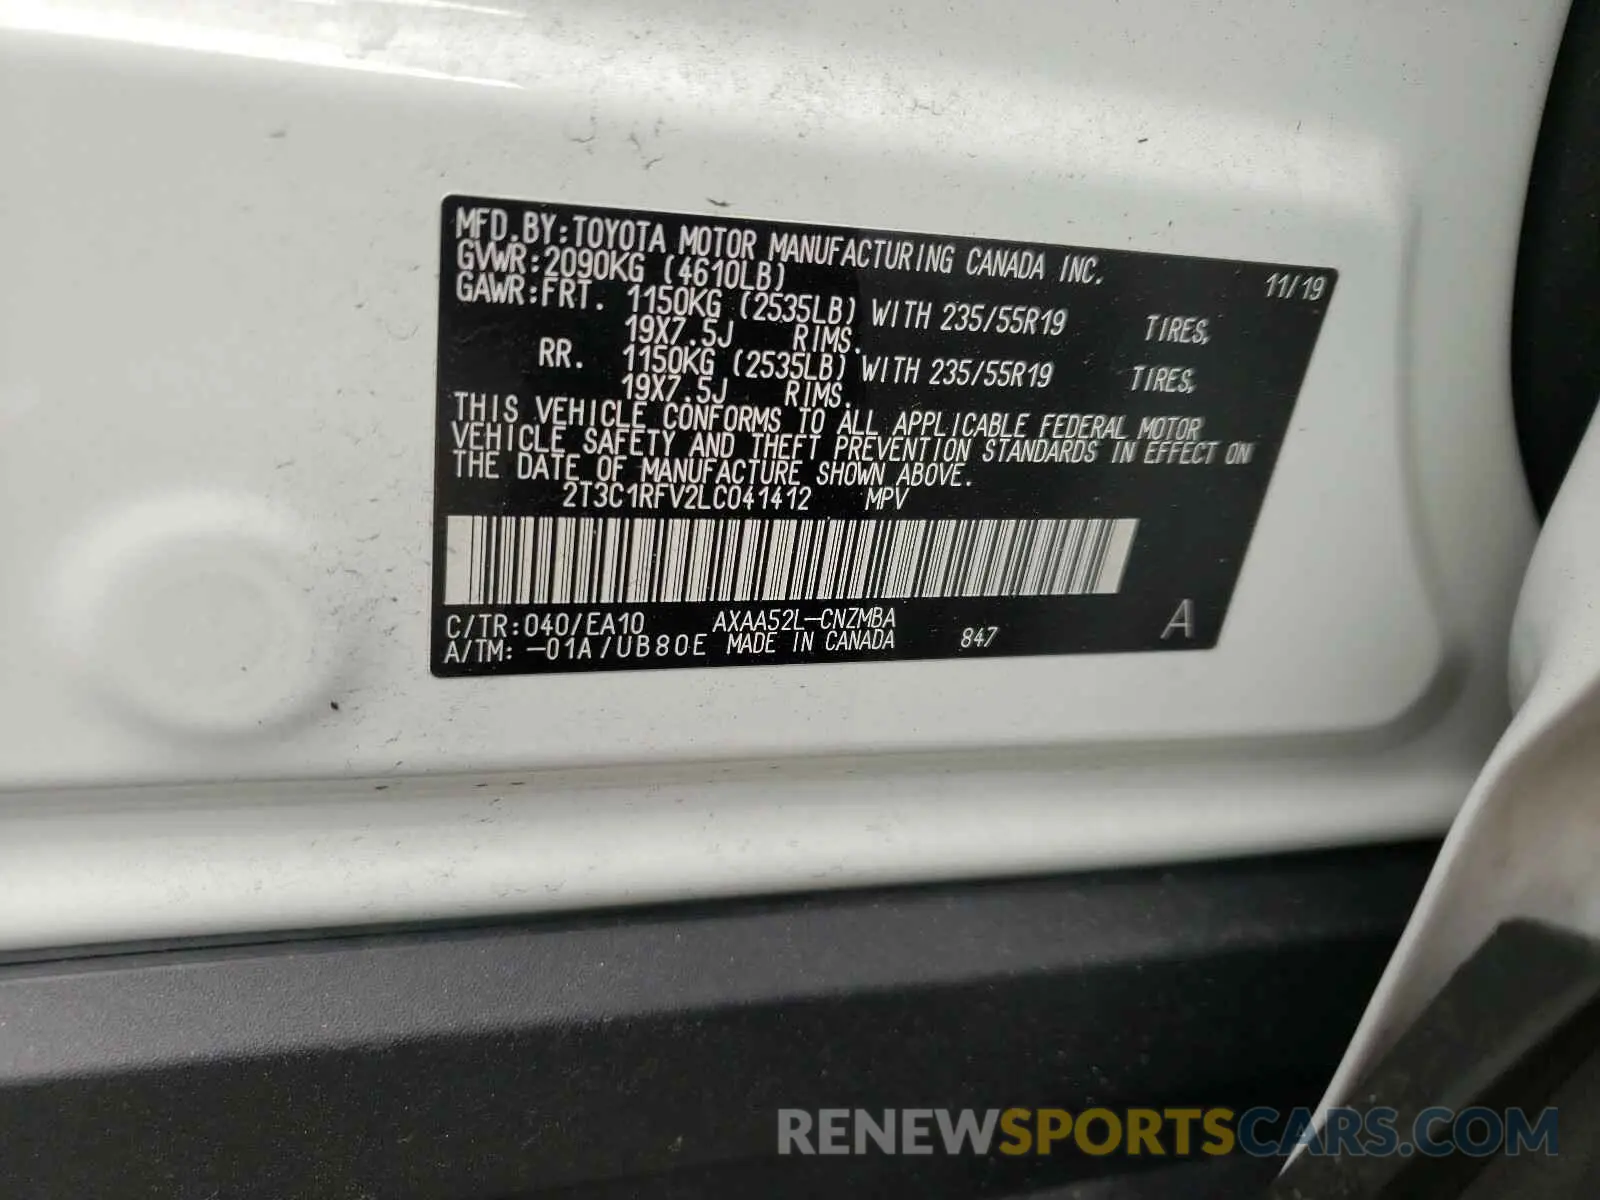 MFD.BY:TOYOTA MOTOR MANUFACTURING CANADA INC. 11/19
GVWR:2090KG (4610LB)
GAWR:FRT. 1150KG (2535LB) WITH 235/55R19 TIRES,
19X7.5J RIMS.
RR. 1150KG (2535LB) WITH 235/55R19 TIRES,
19X7.5J RIMS.
THIS VEHICLE CONFORMS TO ALL APPLICABLE FEDERAL MOTOR
VEHICLE SAFETY AND THEFT PREVENTION STANDARDS IN EFFECT ON
THE DATE OF MANUFACTURE SHOWN ABOVE.
2T3C1RFV2LC041412 MPV
C/TR:040/EA10 AXAA52L-CNZMBA
A/TM:-01A/UB80E MADE IN CANADA 847 A
RENEWSPORTSCARS.COM